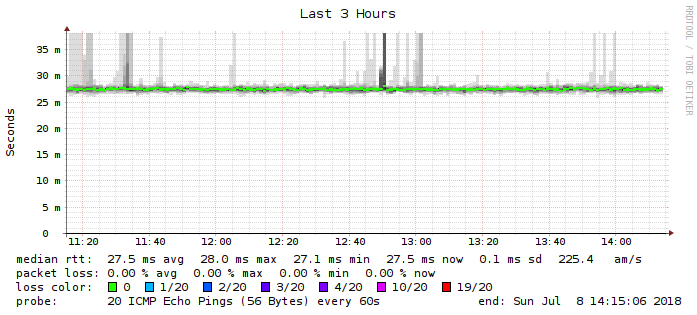 Last 3 Hours
RRDTOOL / TOBI OETIKER
Seconds
35 m
30 m
25 m
20 m
15 m
10 m
5 m
0
11:20 11:40 12:00 12:20 12:40 13:00 13:20 13:40 14:00
median rtt: 27.5 ms avg 28.0 ms max 27.1 ms min 27.5 ms now 0.1 ms sd 225.4 am/s
packet loss: 0.00 % avg 0.00 % max 0.00 % min 0.00 % now
loss color: 0 1/20 2/20 3/20 4/20 10/20 19/20
probe: 20 ICMP Echo Pings (56 Bytes) every 60s end: Sun Jul 8 14:15:06 2018